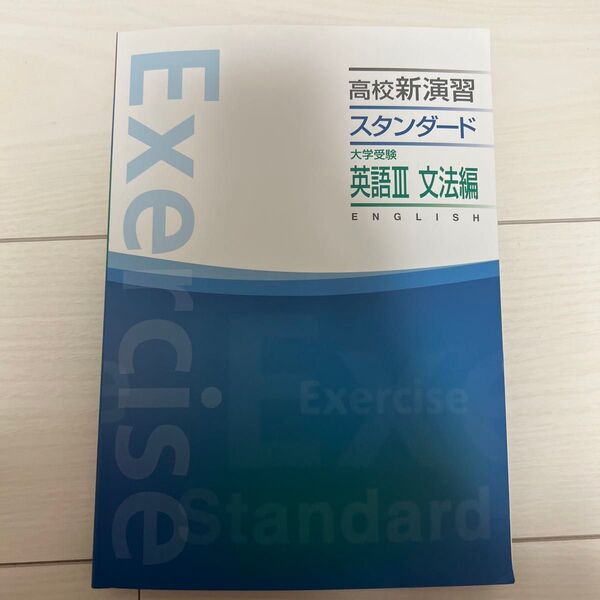 Exercise
高校新演習
スタンダード
大学受験
英語Ⅲ 文法編
ENGLISH
Exe
Exercise
Standard